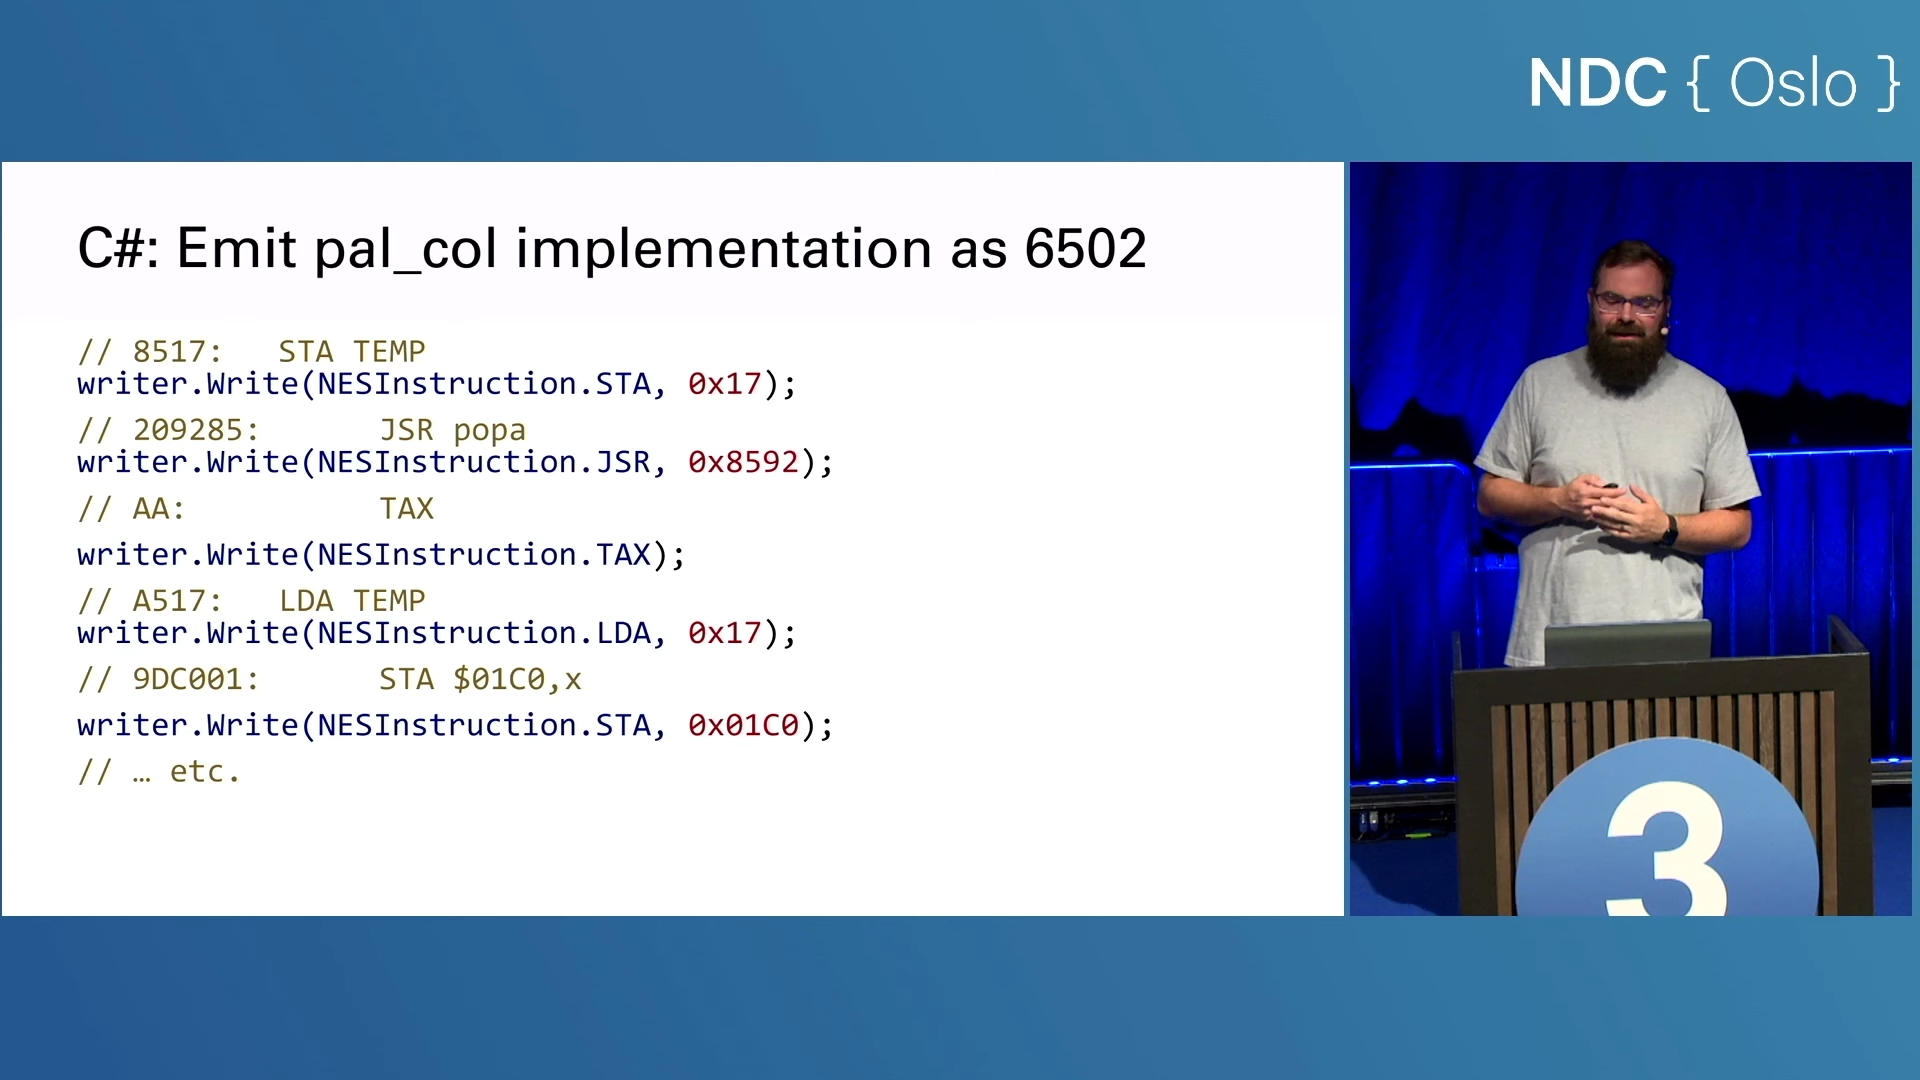 NDC { Oslo }
C#: Emit pal_col implementation as 6502
// 8517:   STA TEMP
writer.Write(NESInstruction.STA, 0x17);
// 209285:      JSR popa
writer.Write(NESInstruction.JSR, 0x8592);
// AA:          TAX
writer.Write(NESInstruction.TAX);
// A517:   LDA TEMP
writer.Write(NESInstruction.LDA, 0x17);
// 9DC001:      STA $01C0,x
writer.Write(NESInstruction.STA, 0x01C0);
// … etc.
3